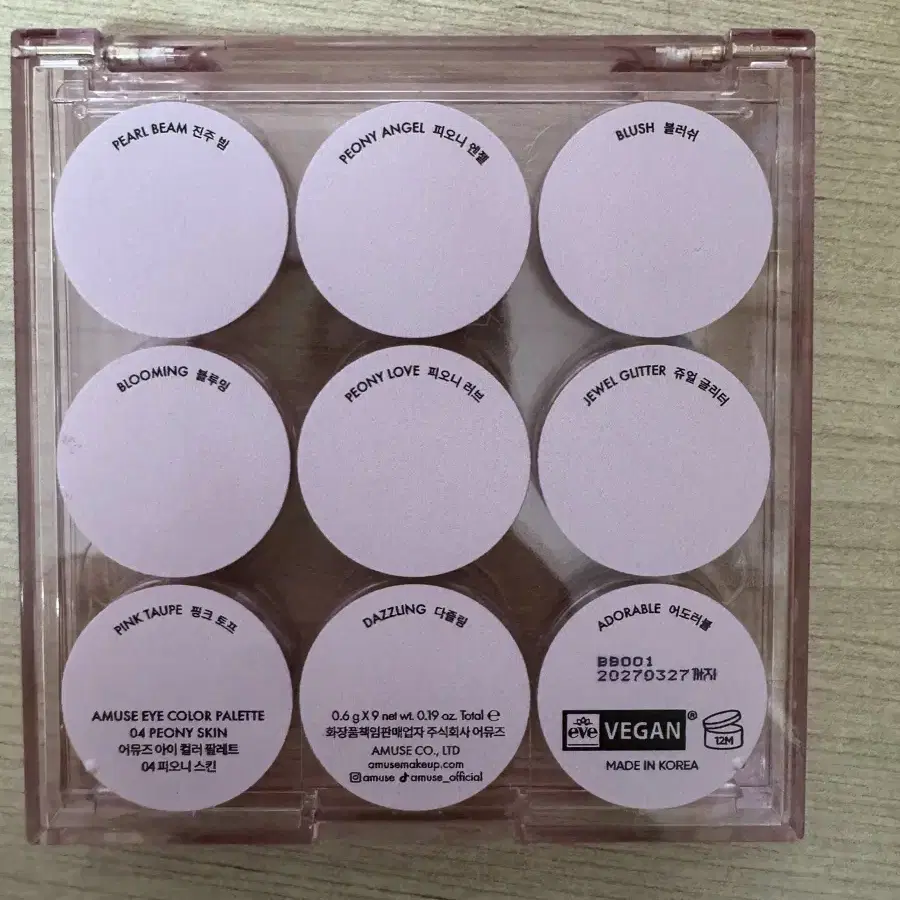 PEARL BEAM 진주 빔
PEONY ANGEL 피오니 엔젤
BLUSH 블러쉬
BLOOMING 블루밍
PEONY LOVE 피오니 러브
JEWEL GLITTER 쥬얼 글리터
PINK TAUPE 핑크 토프
AMUSE EYE COLOR PALETTE
04 PEONY SKIN
어뮤즈 아이 컬러 팔레트
04 피오니 스킨
DAZZLING 다즐링
0.6 g X 9 net wt. 0.19 oz. Total ℮
화장품책임판매업자 주식회사 어뮤즈
AMUSE CO., LTD
amusemakeup.com
amuse amuse_official
ADORABLE 어도러블
BB001
20270327까지
eve VEGAN®
12M
MADE IN KOREA